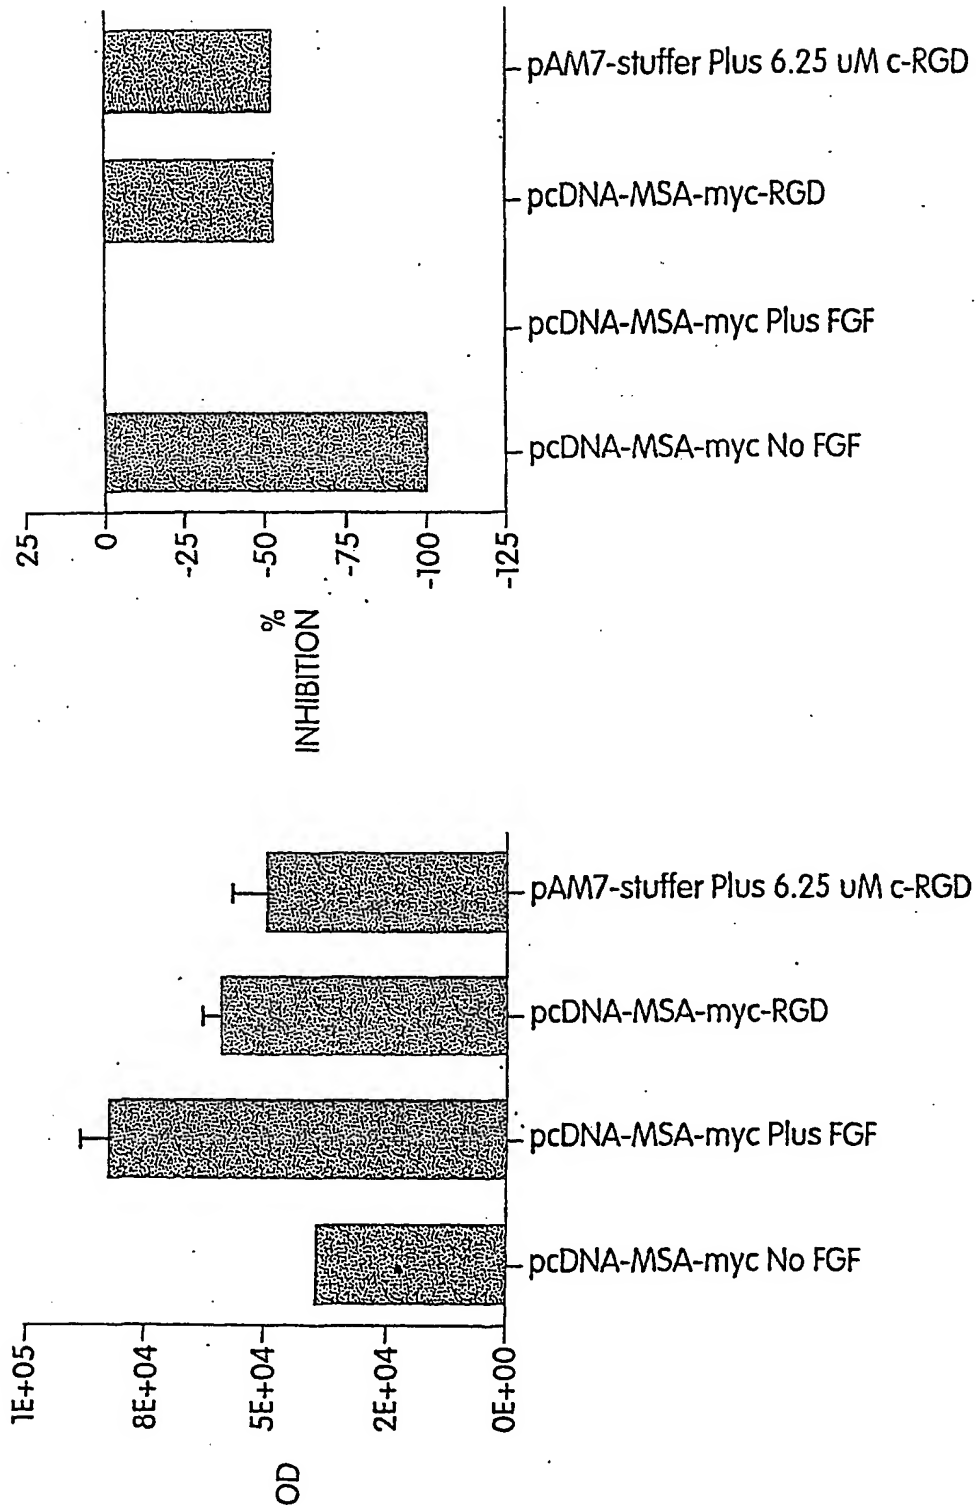 25
0
-25
-50
-75
-100
-125
%
INHIBITION
pcDNA-MSA-myc No FGF
pcDNA-MSA-myc Plus FGF
pcDNA-MSA-myc-RGD
pAM7-stuffer Plus 6.25 uM c-RGD
1E+05
8E+04
5E+04
2E+04
0E+00
OD
pcDNA-MSA-myc No FGF
pcDNA-MSA-myc Plus FGF
pcDNA-MSA-myc-RGD
pAM7-stuffer Plus 6.25 uM c-RGD